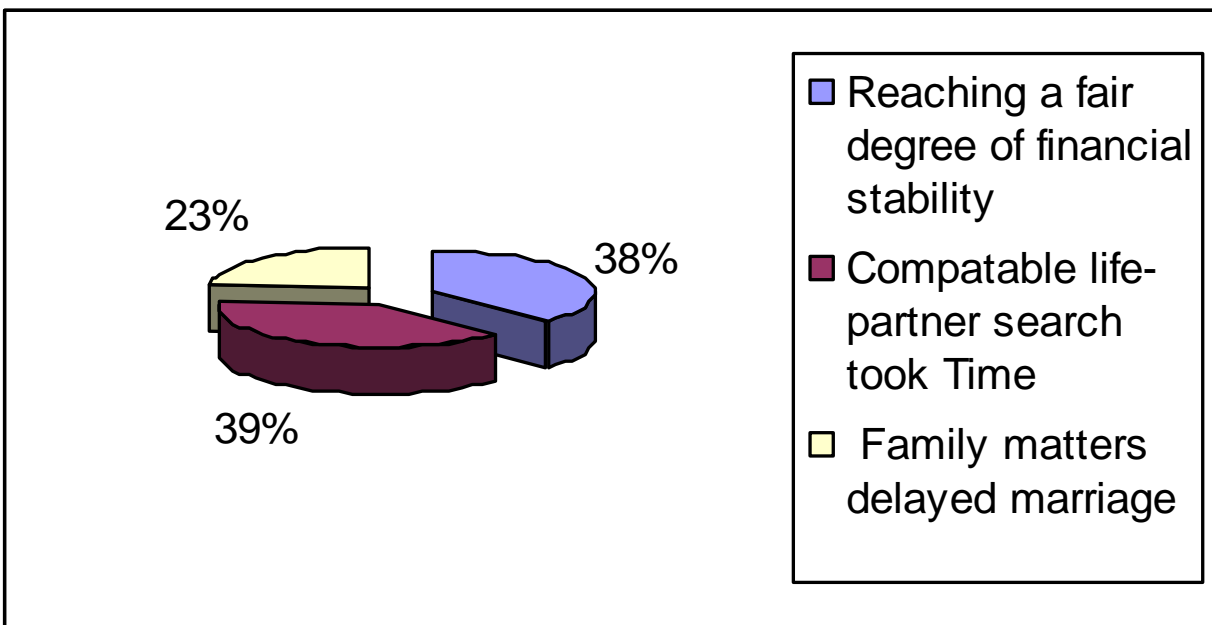 23%
38%
39%
Reaching a fair
degree of financial
stability
Compatable life-
partner search
took Time
Family matters
delayed marriage